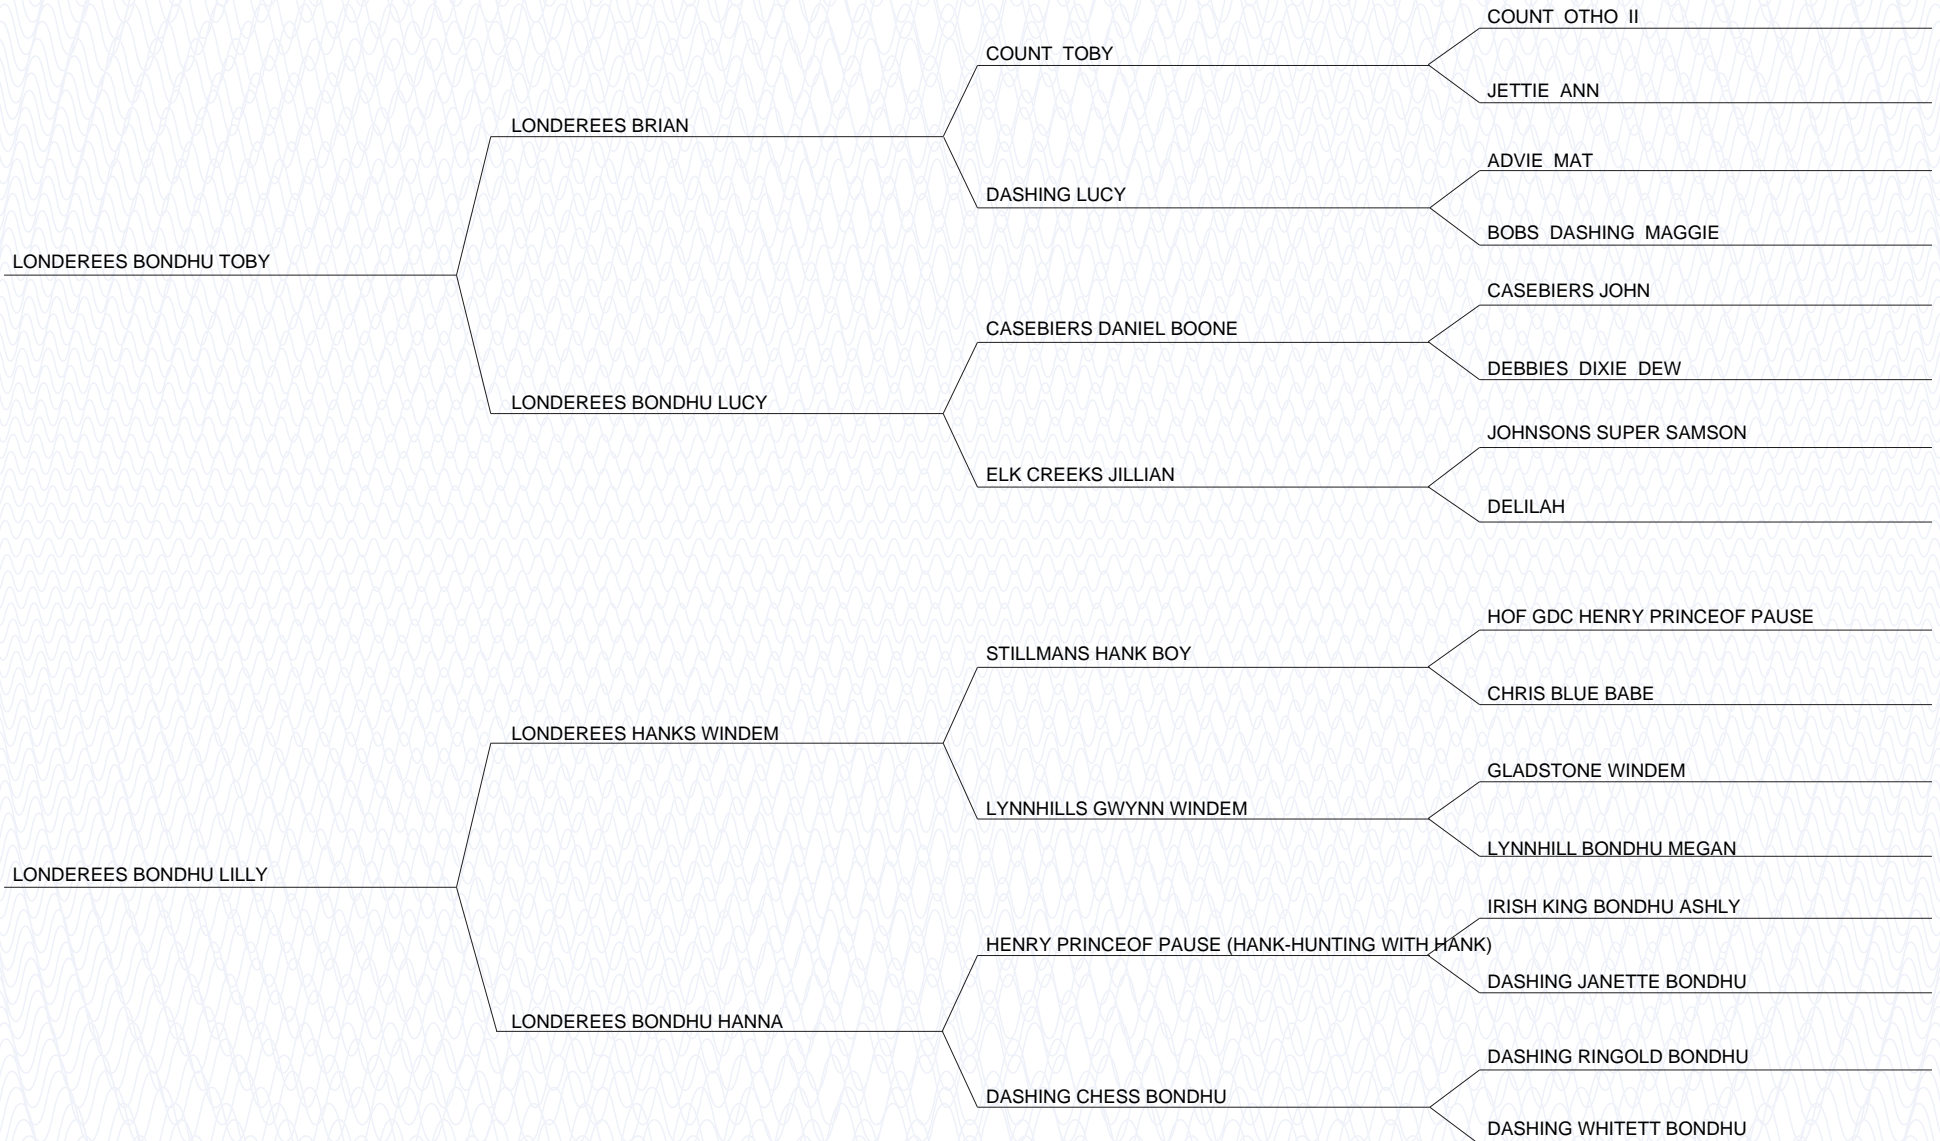 COUNT OTHO II
COUNT TOBY
JETTIE ANN
LONDEREES BRIAN
ADVIE MAT
DASHING LUCY
BOBS DASHING MAGGIE
LONDEREES BONDHU TOBY
CASEBIERS JOHN
CASEBIERS DANIEL BOONE
DEBBIES DIXIE DEW
LONDEREES BONDHU LUCY
JOHNSONS SUPER SAMSON
ELK CREEKS JILLIAN
DELILAH
HOF GDC HENRY PRINCEOF PAUSE
STILLMANS HANK BOY
CHRIS BLUE BABE
LONDEREES HANKS WINDEM
GLADSTONE WINDEM
LYNNHILLS GWYNN WINDEM
LYNNHILL BONDHU MEGAN
LONDEREES BONDHU LILLY
IRISH KING BONDHU ASHLY
HENRY PRINCEOF PAUSE (HANK-HUNTING WITH HANK)
DASHING JANETTE BONDHU
LONDEREES BONDHU HANNA
DASHING RINGOLD BONDHU
DASHING CHESS BONDHU
DASHING WHITETT BONDHU